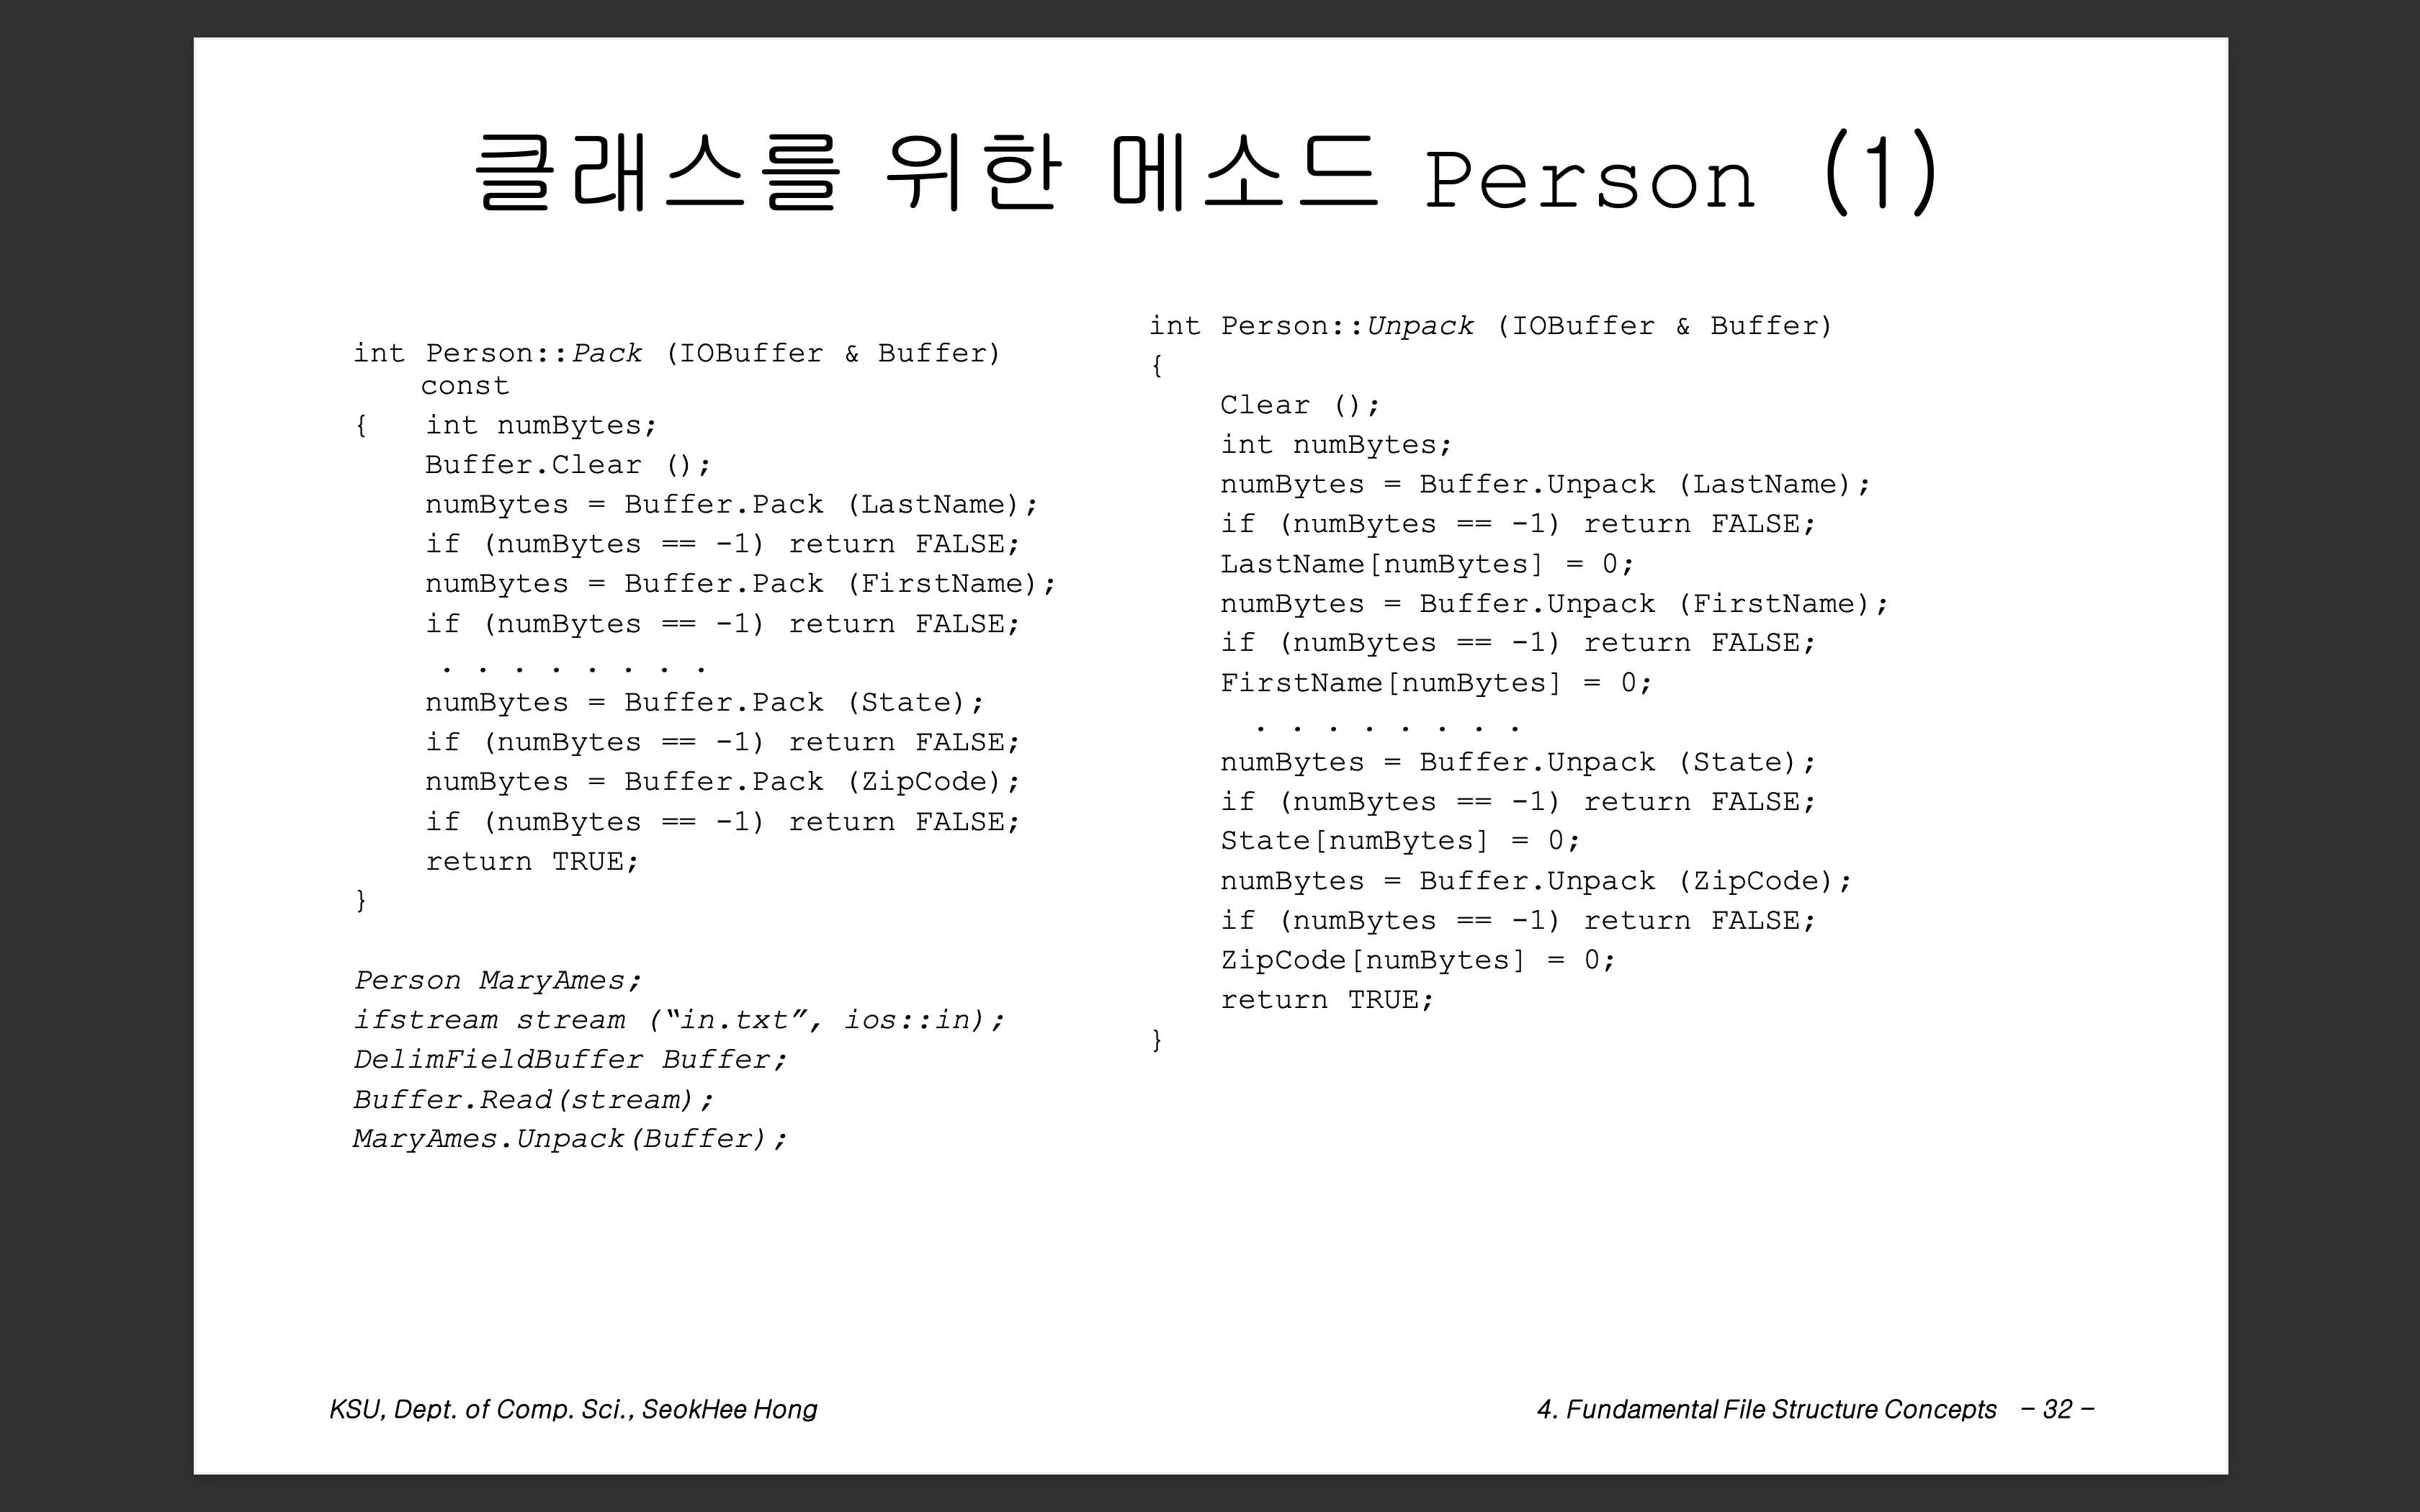 클래스를 위한 메소드 Person (1)
int Person::Pack (IOBuffer & Buffer)
const
{ int numBytes;
Buffer.Clear ();
numBytes = Buffer.Pack (LastName);
if (numBytes == -1) return FALSE;
numBytes = Buffer.Pack (FirstName);
if (numBytes == -1) return FALSE;
. . . . . . . .
numBytes = Buffer.Pack (State);
if (numBytes == -1) return FALSE;
numBytes = Buffer.Pack (ZipCode);
if (numBytes == -1) return FALSE;
return TRUE;
}
Person MaryAmes;
ifstream stream (“in.txt”, ios::in);
DelimFieldBuffer Buffer;
Buffer.Read(stream);
MaryAmes.Unpack(Buffer);
int Person::Unpack (IOBuffer & Buffer)
{
Clear ();
int numBytes;
numBytes = Buffer.Unpack (LastName);
if (numBytes == -1) return FALSE;
LastName[numBytes] = 0;
numBytes = Buffer.Unpack (FirstName);
if (numBytes == -1) return FALSE;
FirstName[numBytes] = 0;
. . . . . . . .
numBytes = Buffer.Unpack (State);
if (numBytes == -1) return FALSE;
State[numBytes] = 0;
numBytes = Buffer.Unpack (ZipCode);
if (numBytes == -1) return FALSE;
ZipCode[numBytes] = 0;
return TRUE;
}
KSU, Dept. of Comp. Sci., SeokHee Hong
4. Fundamental File Structure Concepts – 32 –